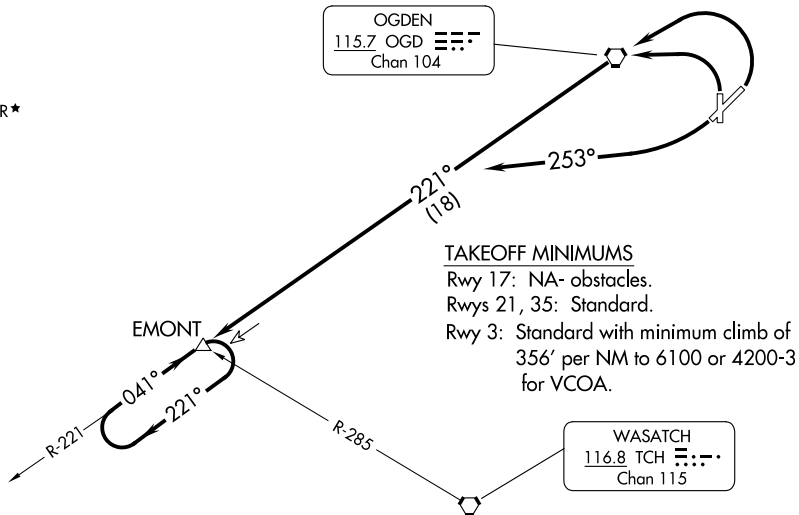 OGDEN
115.7 OGD
Chan 104
R★
253°
221°
(18)
TAKEOFF MINIMUMS
Rwy 17: NA- obstacles.
Rwys 21, 35: Standard.
Rwy 3: Standard with minimum climb of
356' per NM to 6100 or 4200-3
for VCOA.
EMONT
041°
221°
R-221
R-285
WASATCH
116.8 TCH
Chan 115